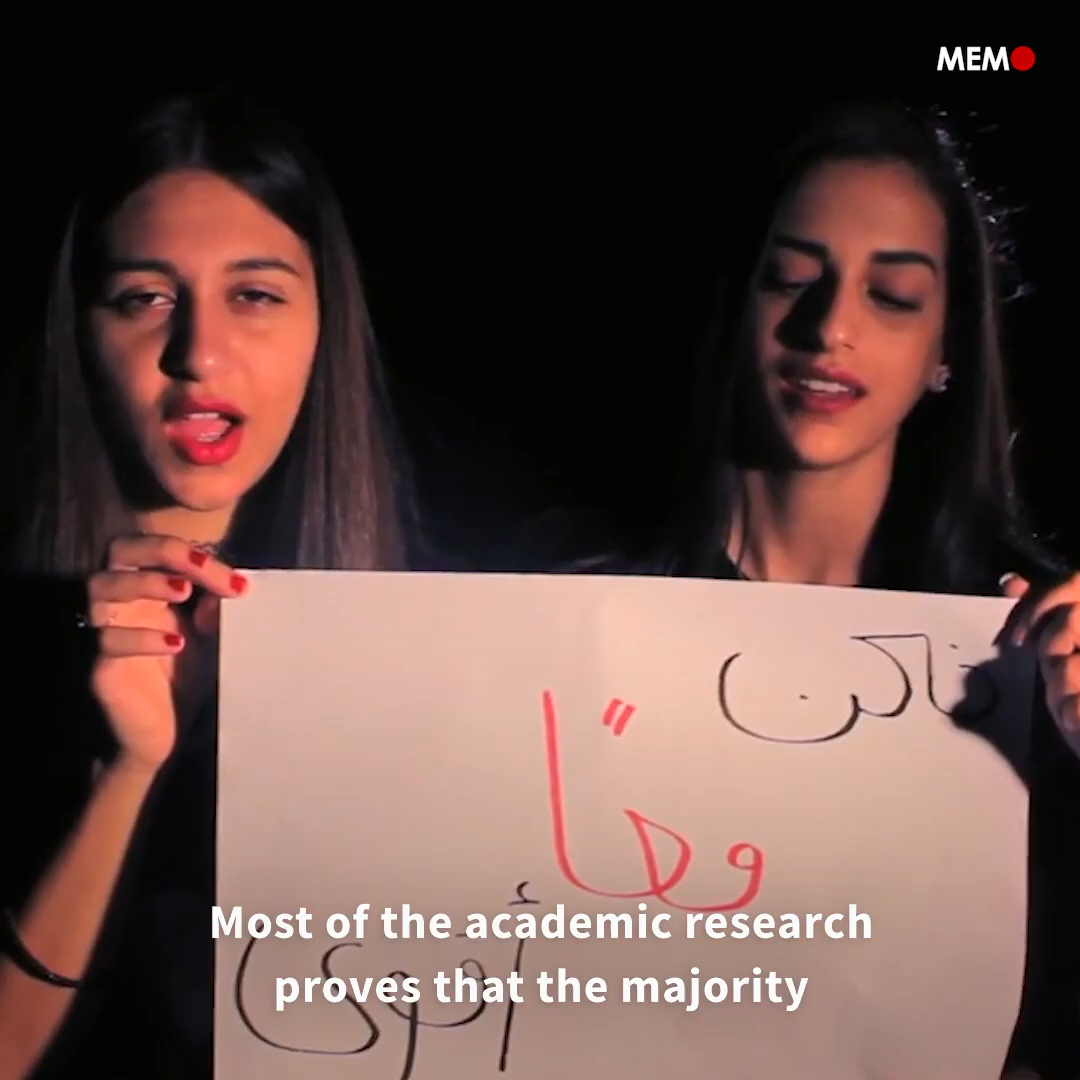 MEMO
معاً
أقوى
Most of the academic research
proves that the majority